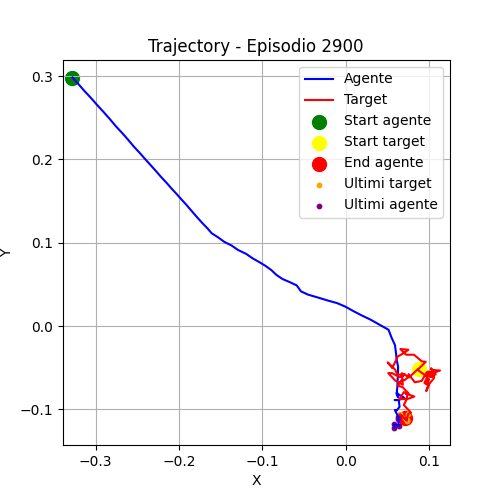 Trajectory - Episodio 2900
Agente
Target
Start agente
Start target
End agente
Ultimi target
Ultimi agente
0.3
0.2
0.1
0.0
−0.1
Y
−0.3
−0.2
−0.1
0.0
0.1
X